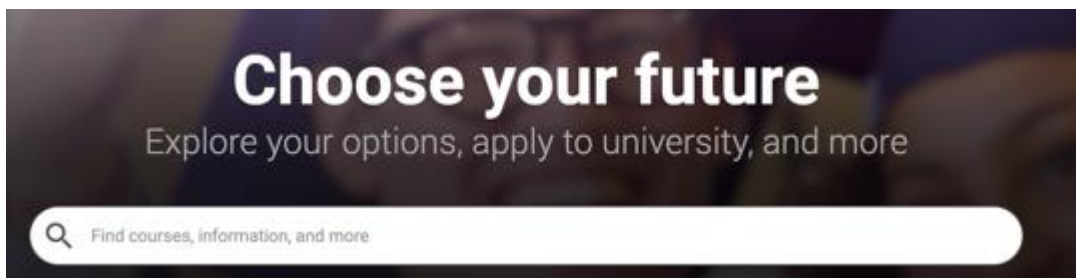 Choose your future
Explore your options, apply to university, and more
Find courses, information, and more